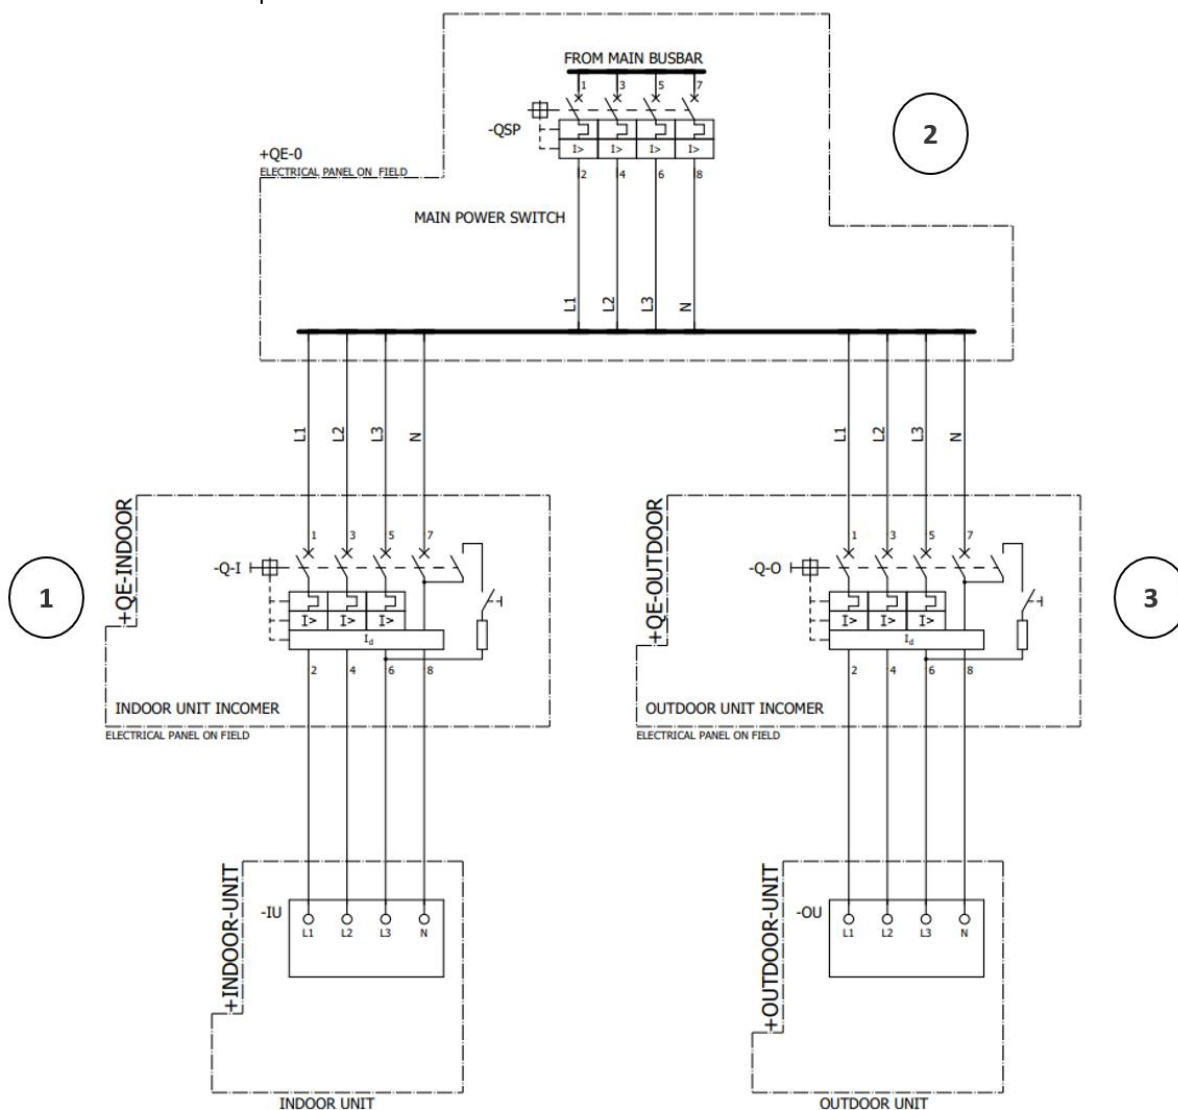 FROM MAIN BUSBAR
1 3 5 7
-QSP
I> I> I> I>
2 4 6 8
2
+QE-0
ELECTRICAL PANEL ON FIELD
MAIN POWER SWITCH
L1 L2 L3 N
L1 L2 L3 N
L1 L2 L3 N
+QE-INDOOR
1 3 5 7
-Q-I
1
I> I> I>
Id
2 4 6 8
INDOOR UNIT INCOMER
ELECTRICAL PANEL ON FIELD
+QE-OUTDOOR
1 3 5 7
-Q-O
3
I> I> I>
Id
2 4 6 8
OUTDOOR UNIT INCOMER
ELECTRICAL PANEL ON FIELD
+INDOOR-UNIT
-IU
L1 L2 L3 N
INDOOR UNIT
+OUTDOOR-UNIT
-OU
L1 L2 L3 N
OUTDOOR UNIT